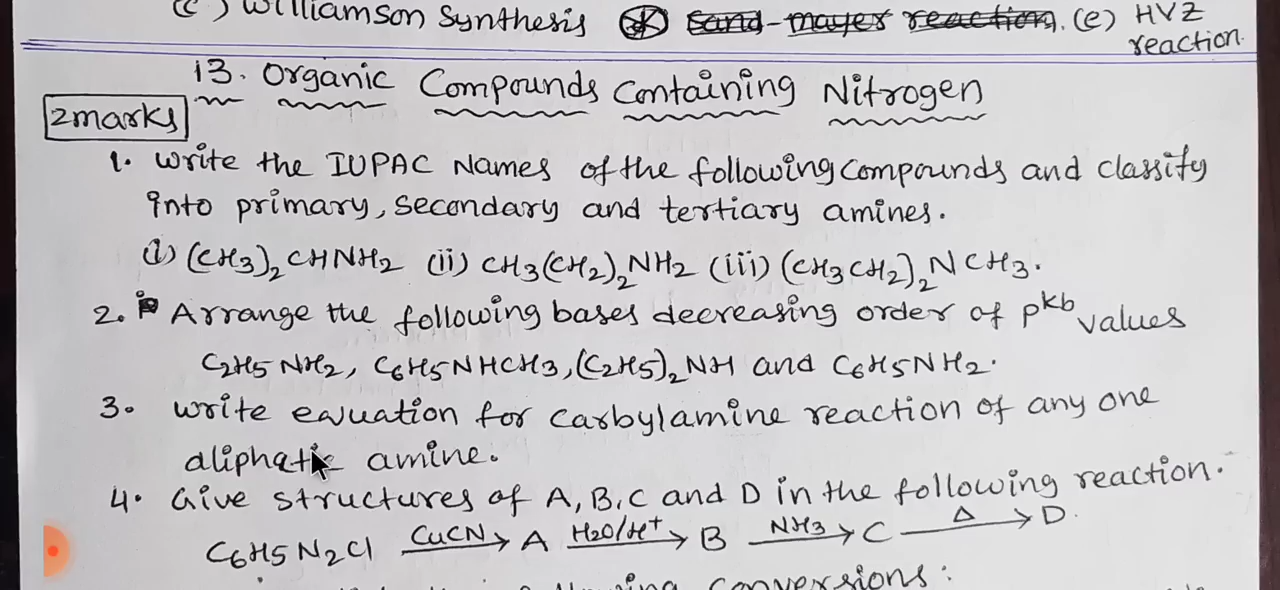 (c) Williamson Synthesis (d) Sand-mayer reaction. (e) HVZ
reaction.
13. Organic Compounds Containing Nitrogen
2marks
1. Write the IUPAC Names of the following compounds and classify
into primary, secondary and tertiary amines.
(i) (CH3)2 CHNH2 (ii) CH3(CH2)2NH2 (iii) (CH3CH2)2NCH3.
2. Arrange the following bases decreasing order of pkb values
C2H5NH2, C6H5NHCH3, (C2H5)2NH and C6H5NH2.
3. write evuation for carbylamine reaction of any one
aliphatic amine.
4. Give structures of A, B, C and D in the following reaction.
C6H5N2Cl CuCN→ A H2O/H+→ B NH3→ C Δ→ D.
conversions: